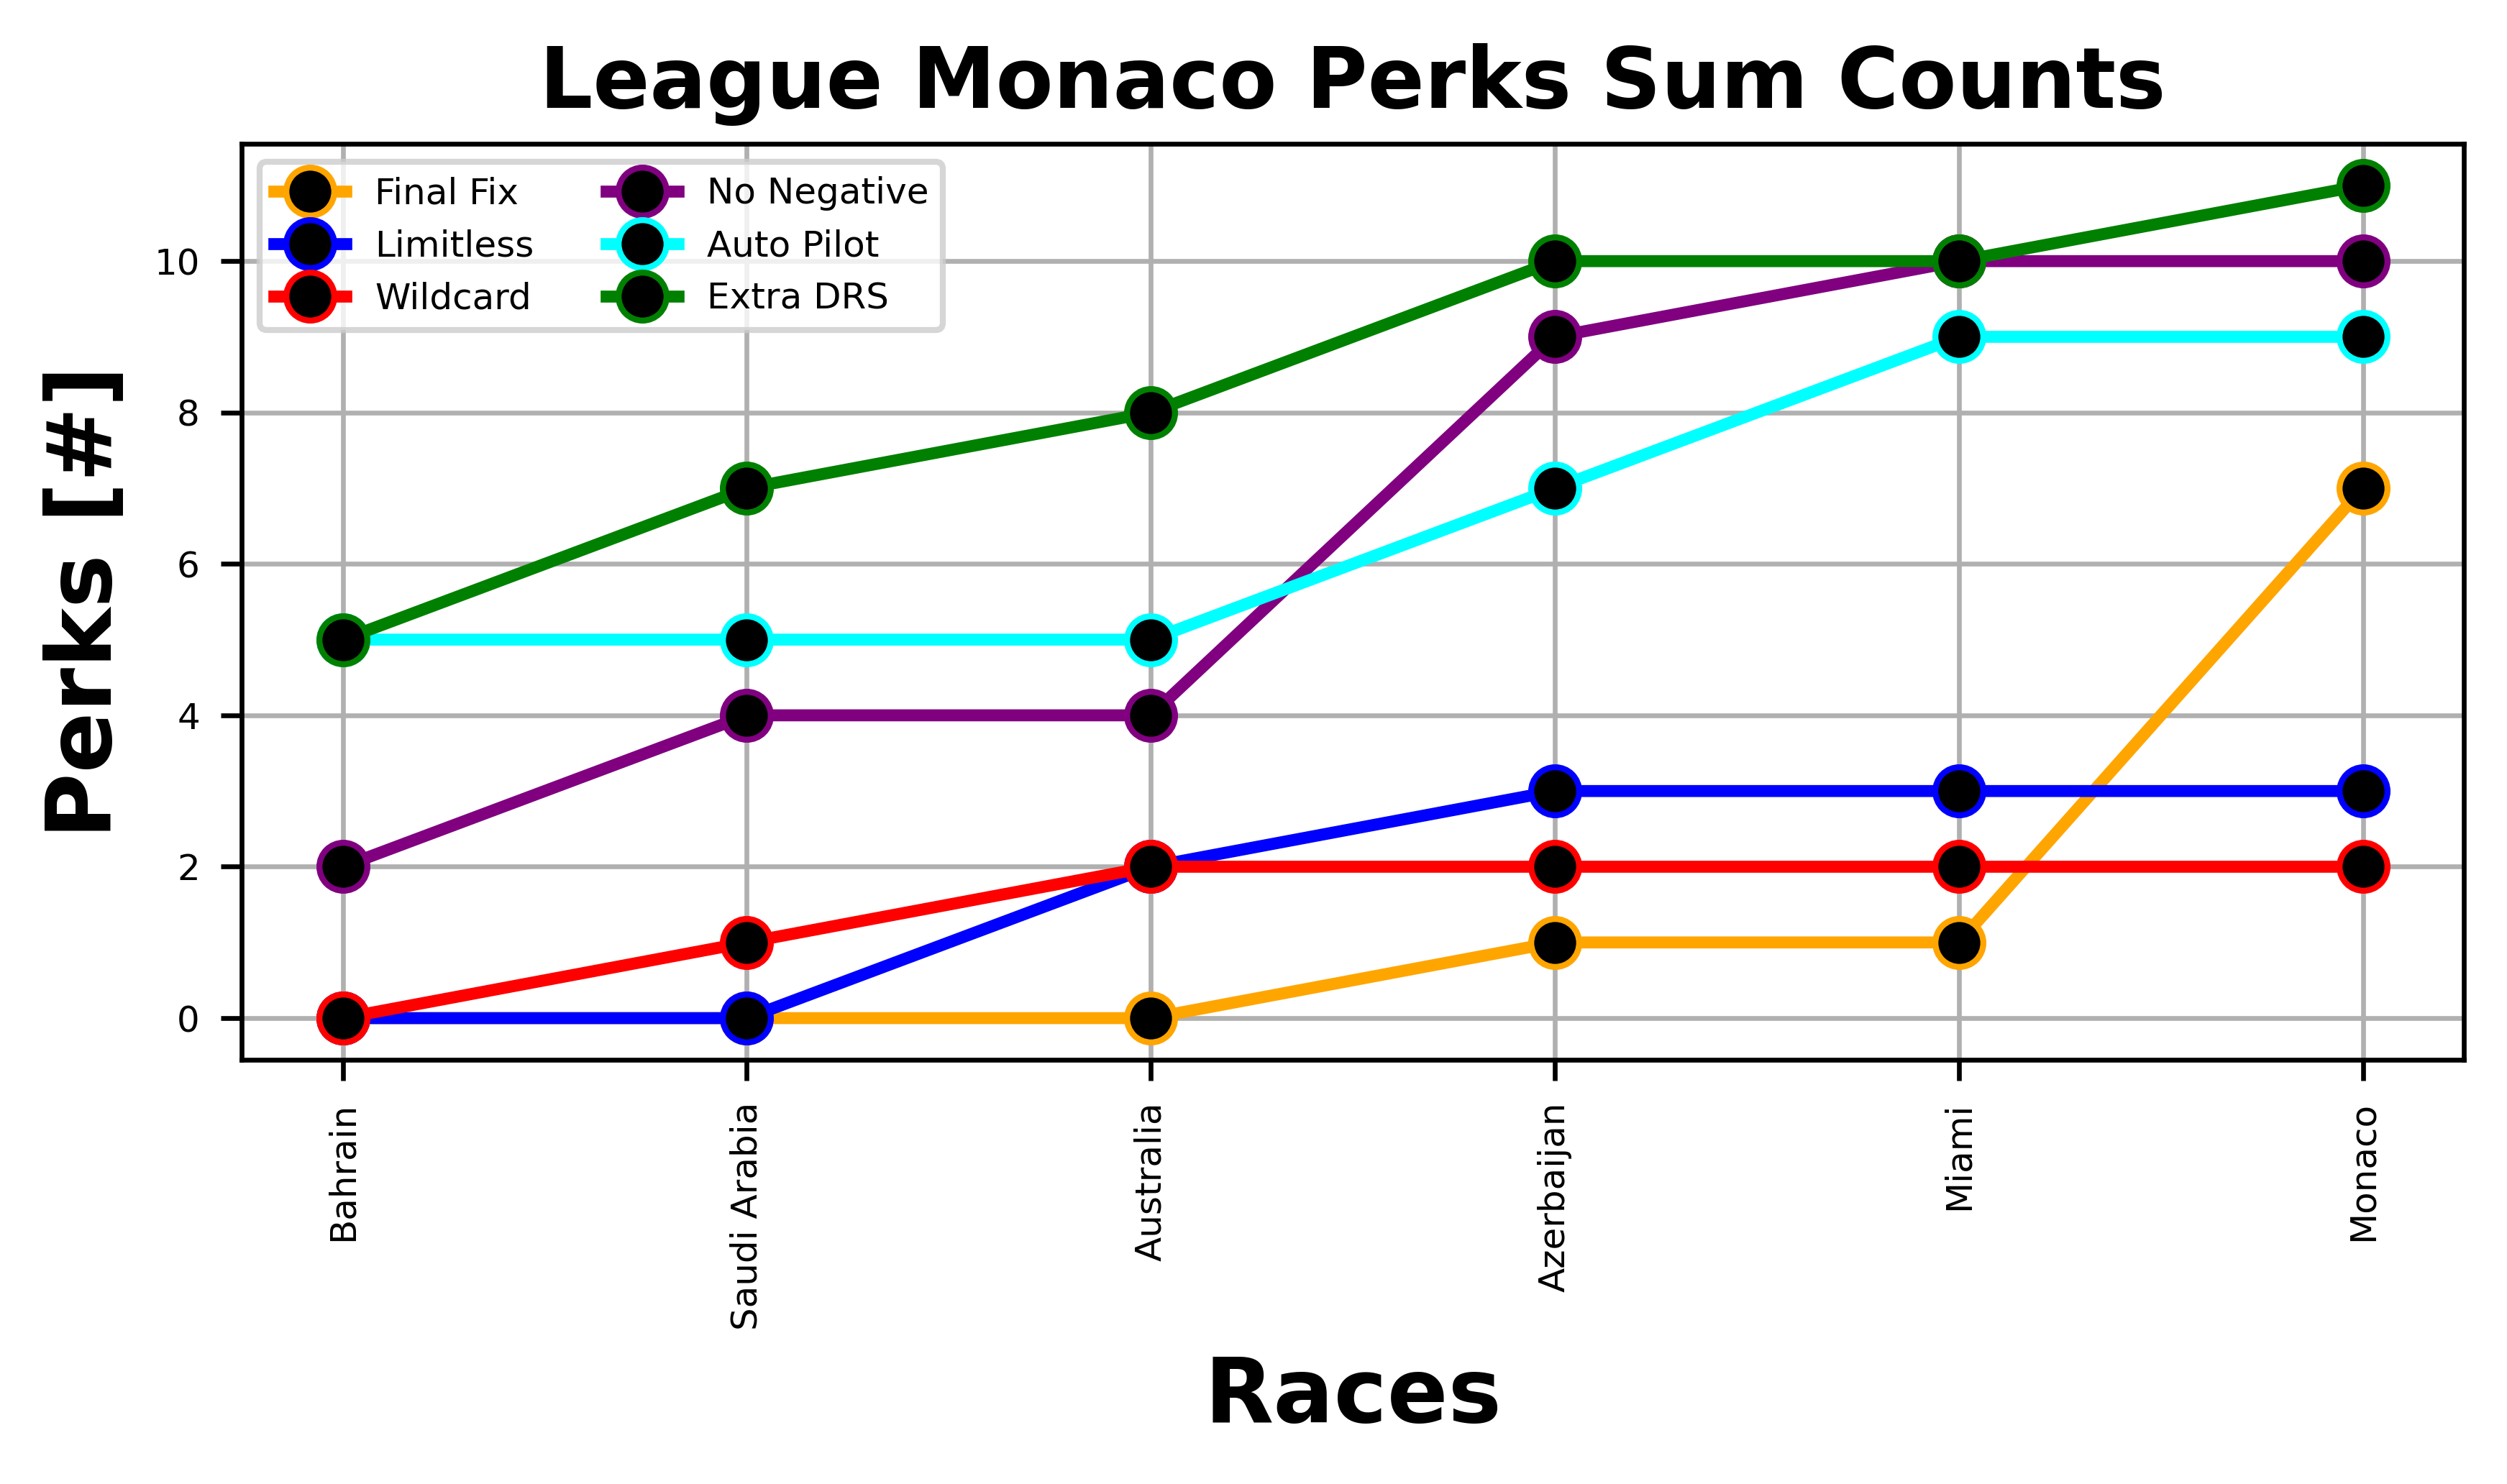 League Monaco Perks Sum Counts
Final Fix
Limitless
Wildcard
No Negative
Auto Pilot
Extra DRS
Perks [#]
10
8
6
4
2
0
Bahrain
Saudi Arabia
Australia
Azerbaijan
Miami
Monaco
Races